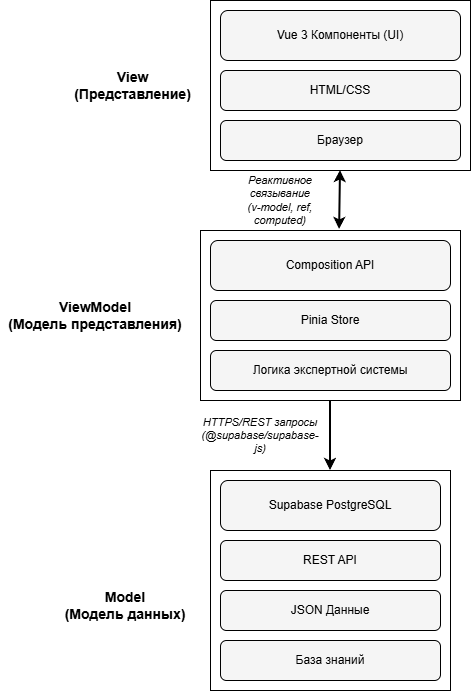 Vue 3 Компоненты (UI)
View
(Представление)
HTML/CSS
Браузер
Реактивное
связывание
(v-model, ref,
computed)
Composition API
ViewModel
(Модель представления)
Pinia Store
Логика экспертной системы
HTTPS/REST запросы
(@supabase/supabase-
js)
Supabase PostgreSQL
REST API
Model
(Модель данных)
JSON Данные
База знаний